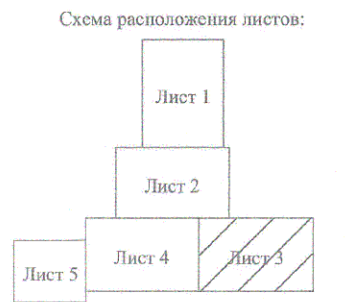 Схема расположения листов:
Лист 1
Лист 2
Лист 4
Лист 3
Лист 5